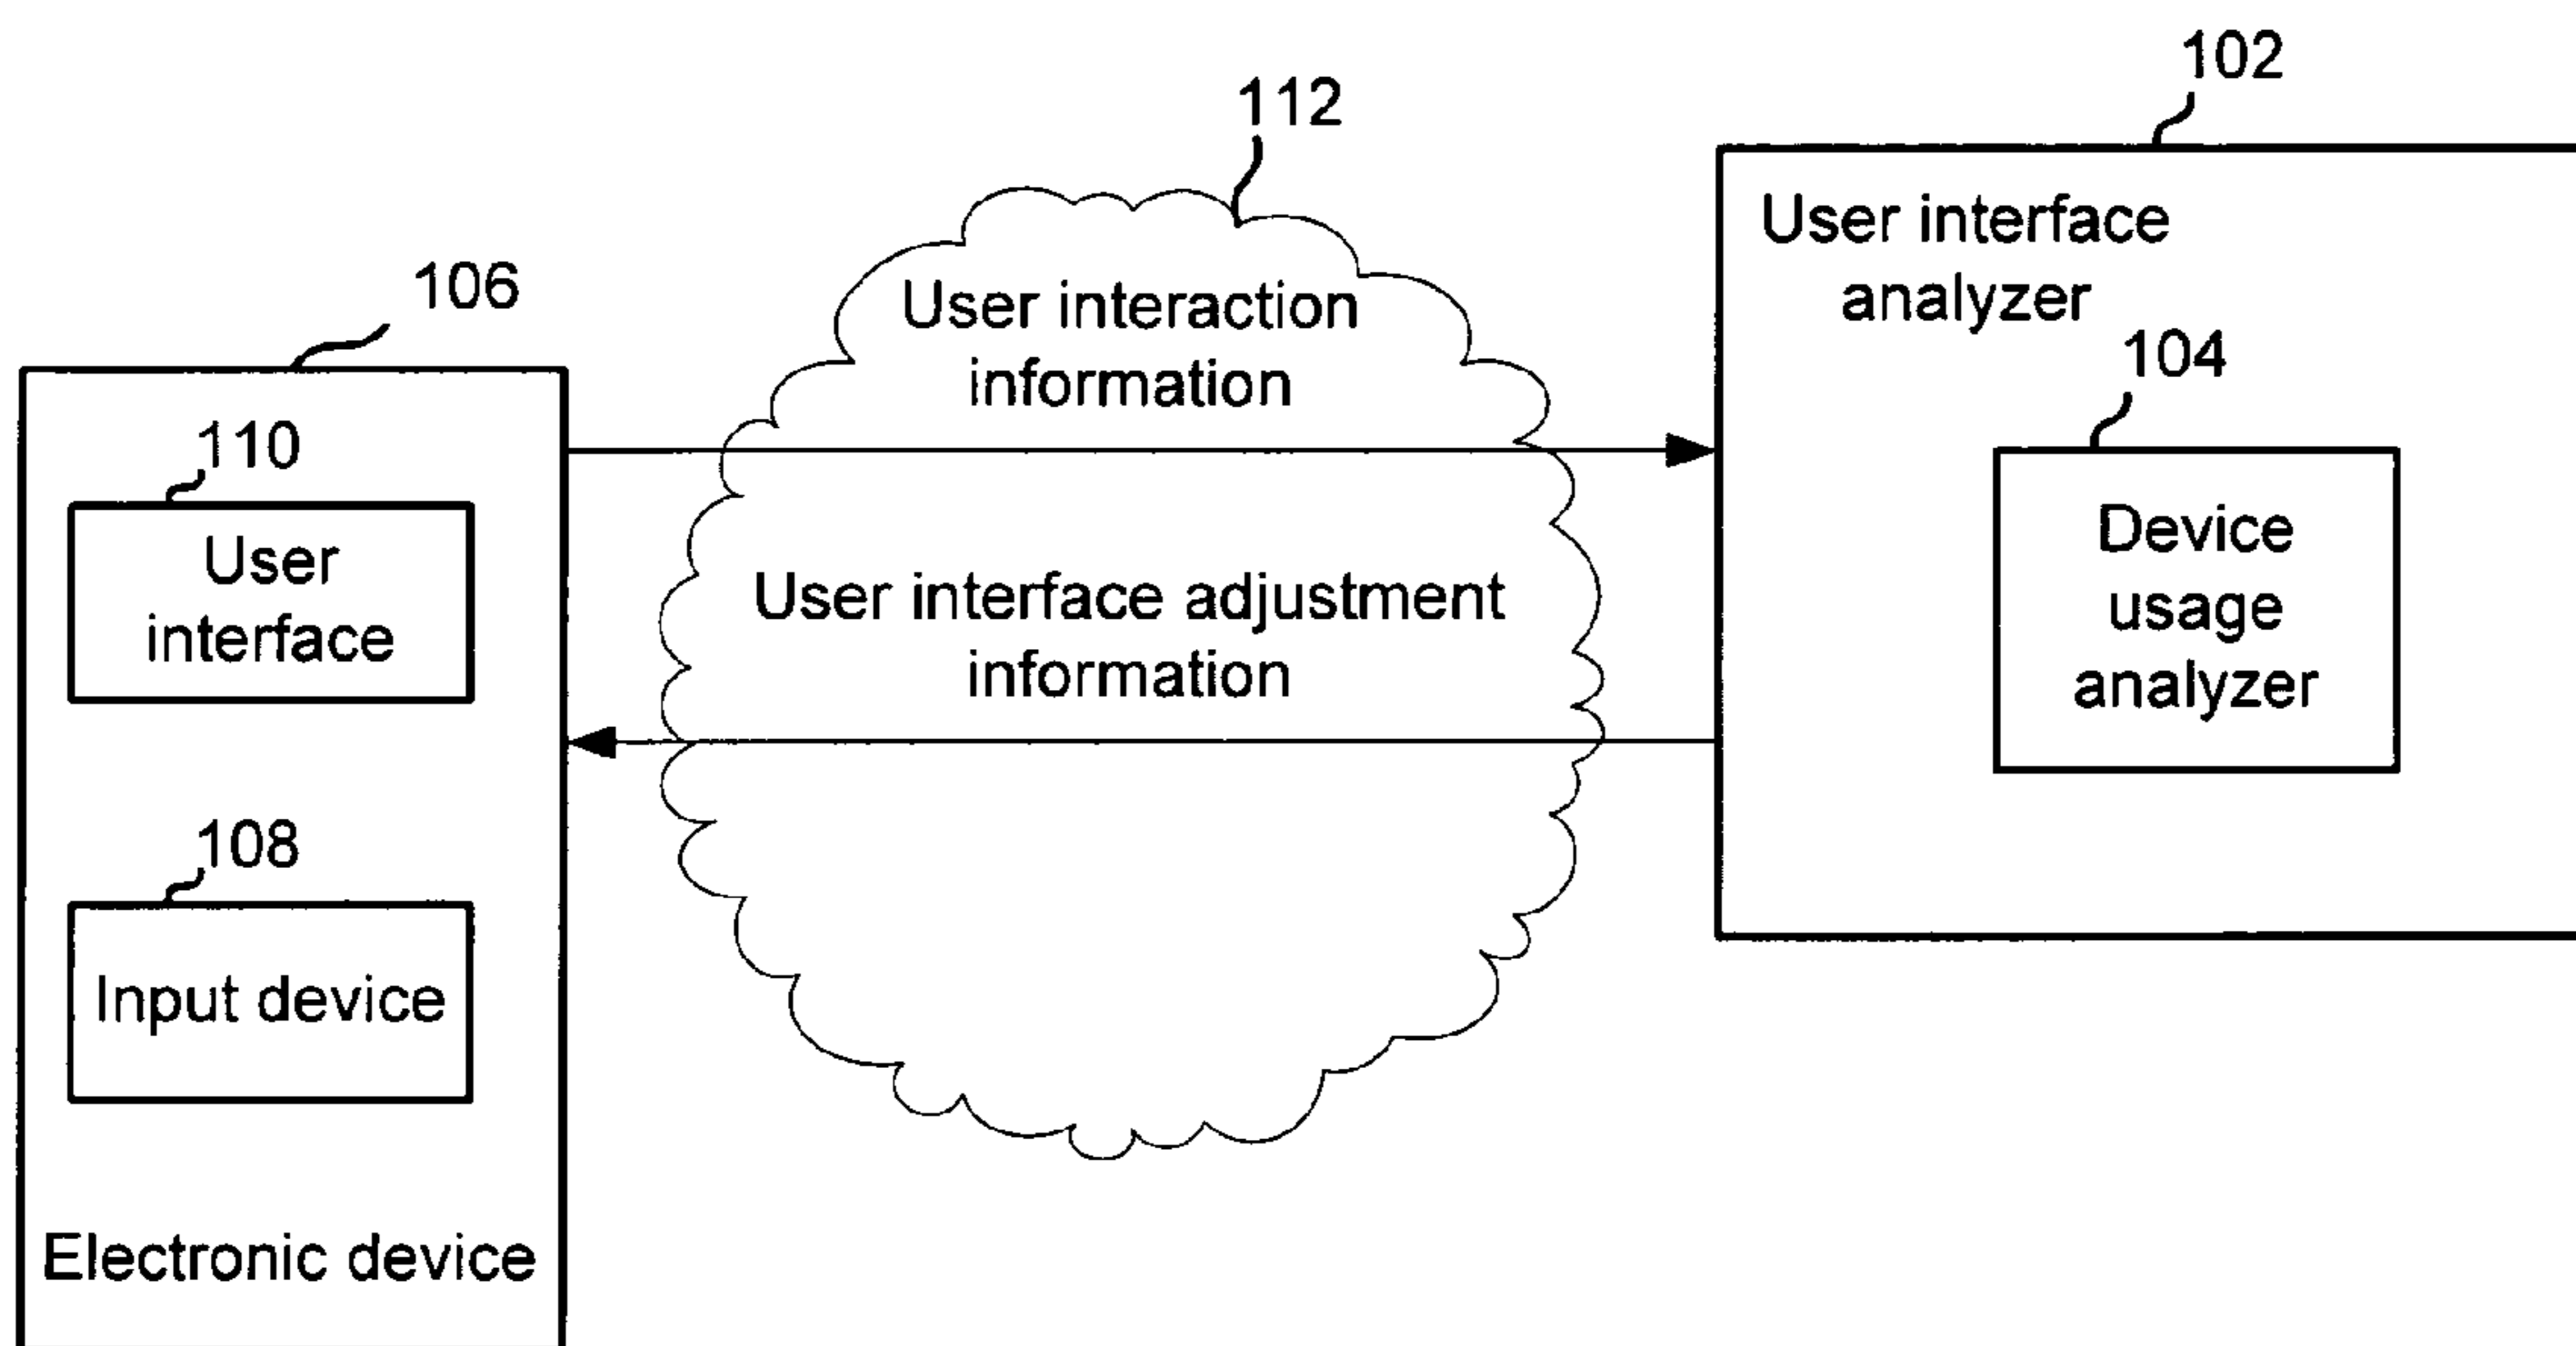 102
112
User interface
analyzer
106
User interaction
information
104
110
Device
usage
analyzer
User
interface
User interface adjustment
information
108
Input device
Electronic device